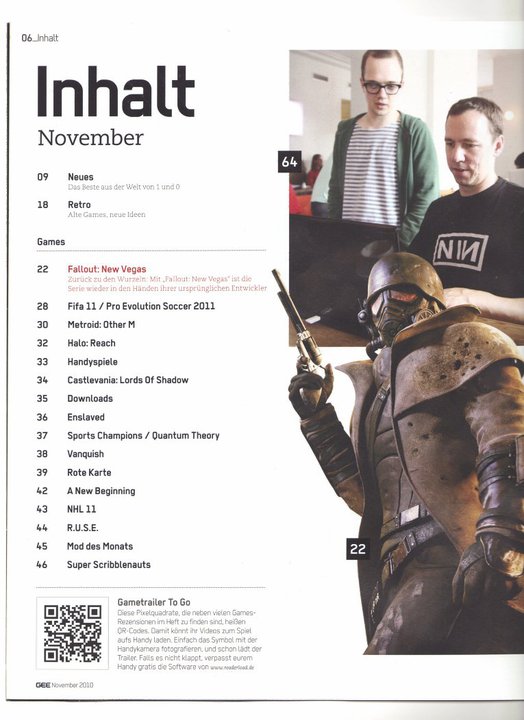 06_Inhalt
Inhalt
November
09 Neues
Das Beste aus der Welt von 1 und 0
18 Retro
Alte Games, neue Ideen
Games
22 Fallout: New Vegas
Zurück zu den Wurzeln: Mit „Fallout: New Vegas" ist die
Serie wieder in den Händen ihrer ursprünglichen Entwickler
28 Fifa 11 / Pro Evolution Soccer 2011
30 Metroid: Other M
32 Halo: Reach
33 Handyspiele
34 Castlevania: Lords Of Shadow
35 Downloads
36 Enslaved
37 Sports Champions / Quantum Theory
38 Vanquish
39 Rote Karte
42 A New Beginning
43 NHL 11
44 R.U.S.E.
45 Mod des Monats
46 Super Scribblenauts
Gametrailer To Go
Diese Pixelquadrate, die neben vielen Games-
Rezensionen im Heft zu finden sind, heißen
QR-Codes. Damit könnt ihr Videos zum Spiel
aufs Handy laden. Einfach das Symbol mit der
Handykamera fotografieren, und schon lädt der
Trailer. Falls es nicht klappt, verpasst eurem
Handy gratis die Software von www.reader.kaywa.de
GEE November 2010
64
NIN
22